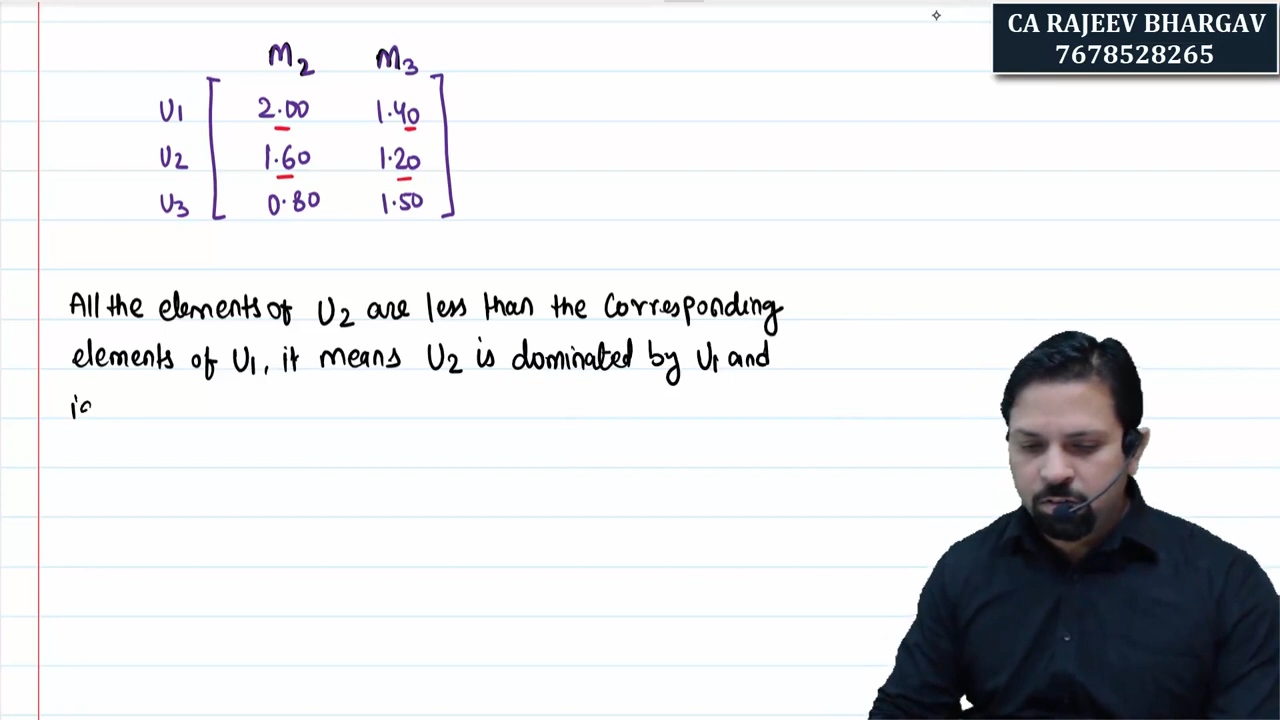 CA RAJEEV BHARGAV
7678528265
M2 M3
U1 2.00 1.40
U2 1.60 1.20
U3 0.80 1.50
All the elements of U2 are less than the corresponding
elements of U1, it means U2 is dominated by U1 and